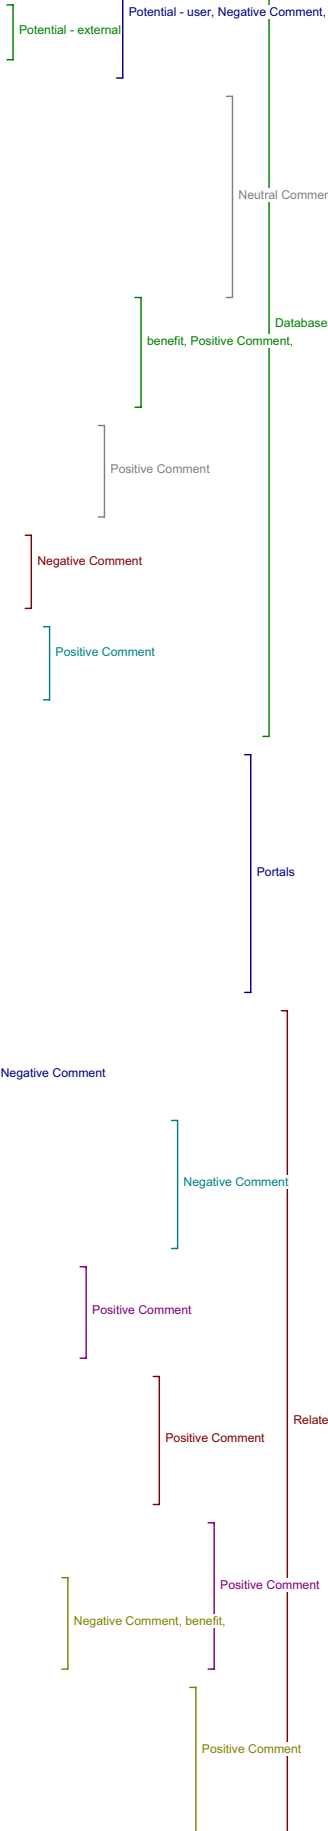 Potential - user, Negative Comment,
Potential - external
Neutral Commer
Database
benefit, Positive Comment,
Positive Comment
Negative Comment
Positive Comment
Portals
Negative Comment
Negative Comment
Positive Comment
Relate
Positive Comment
Positive Comment
Negative Comment, benefit,
Positive Comment